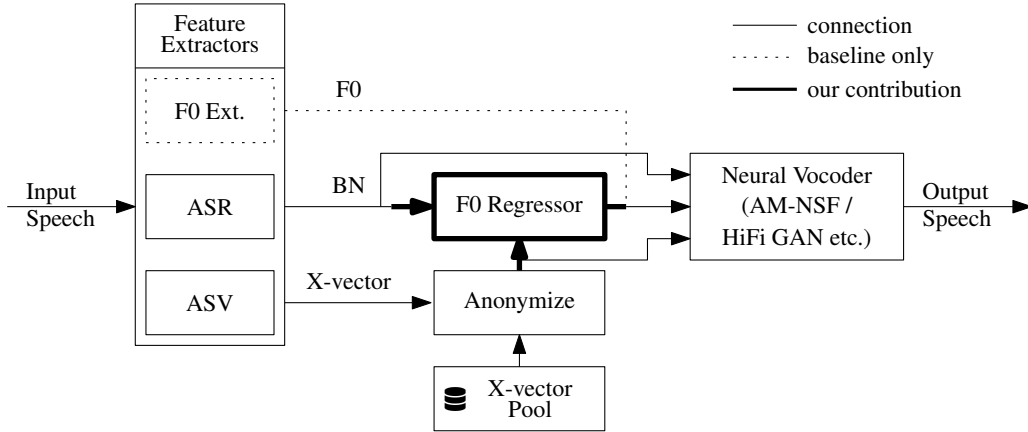 Feature
Extractors
F0 Ext.
ASR
ASV
Input
Speech
F0
BN
X-vector
F0 Regressor
Anonymize
X-vector
Pool
connection
baseline only
our contribution
Neural Vocoder
(AM-NSF /
HiFi GAN etc.)
Output
Speech